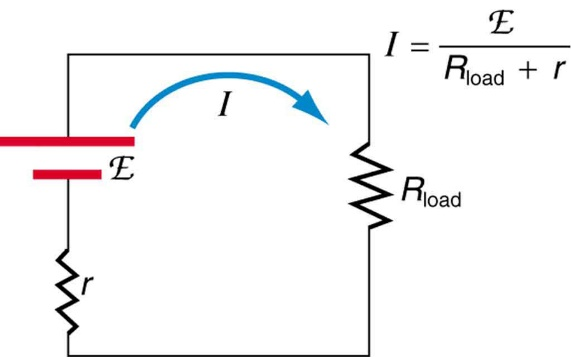 I = ℰ / (R_load + r)
I
ℰ
R_load
r